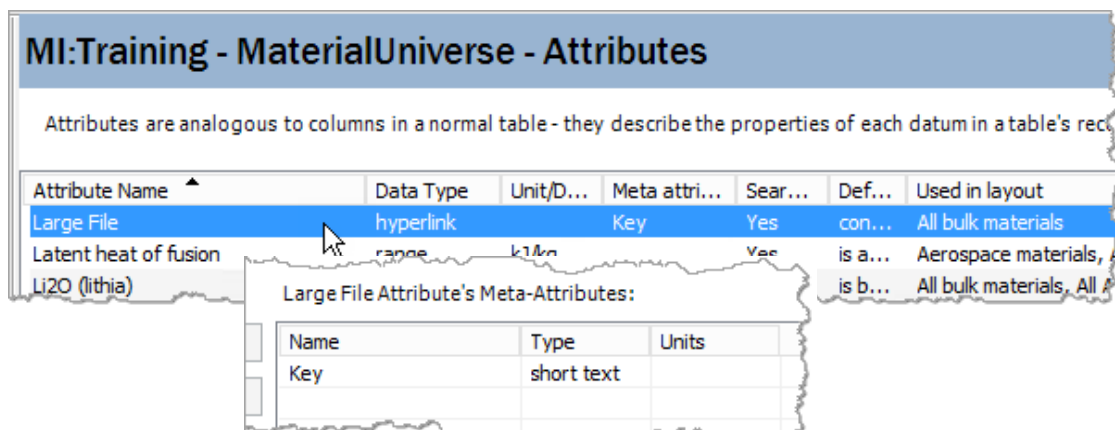 MI:Training - MaterialUniverse - Attributes
Attributes are analogous to columns in a normal table - they describe the properties of each datum in a table's
Attribute Name Data Type Unit/D... Meta attri... Sear... Def... Used in layout
Large File hyperlink Key Yes con... All bulk materials
Latent heat of fusion range kJ/kg Yes is a... Aerospace materials,
Li2O (lithia) is b... All bulk materials, All
Large File Attribute's Meta-Attributes:
Name Type Units
Key short text